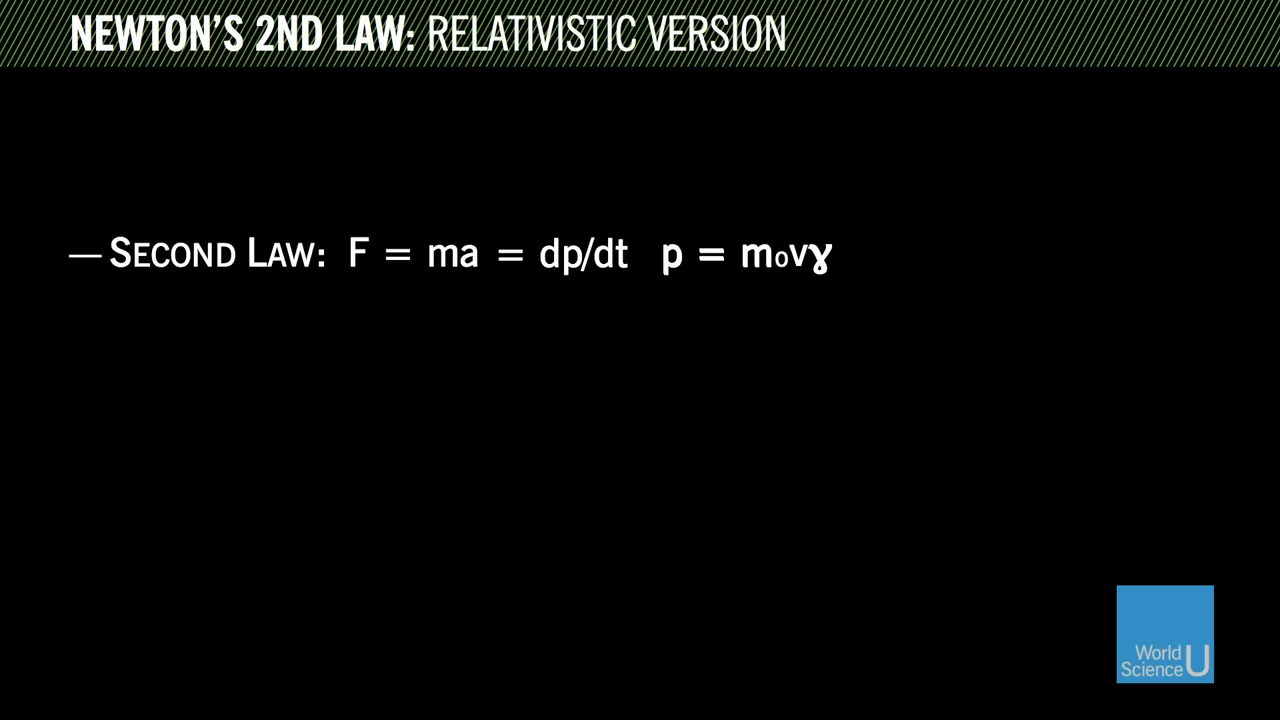 NEWTON'S 2ND LAW: RELATIVISTIC VERSION
— SECOND LAW: F = ma = dp/dt p = m₀vɣ
World
Science U